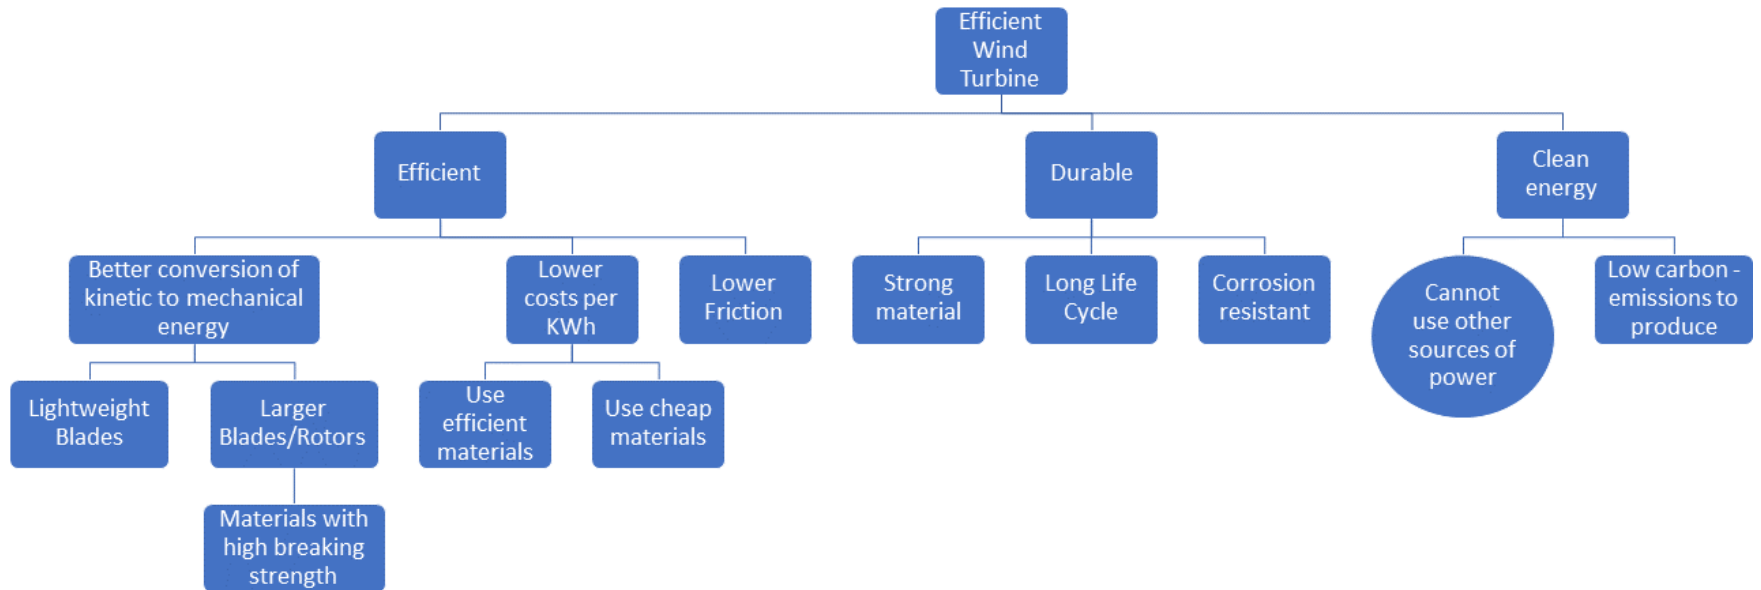 Efficient
Wind
Turbine
Efficient
Durable
Clean
energy
Better conversion of
kinetic to mechanical
energy
Lower
costs per
KWh
Lower
Friction
Strong
material
Long Life
Cycle
Corrosion
resistant
Cannot
use other
sources of
power
Low carbon -
emissions to
produce
Lightweight
Blades
Larger
Blades/Rotors
Use
efficient
materials
Use cheap
materials
Materials with
high breaking
strength